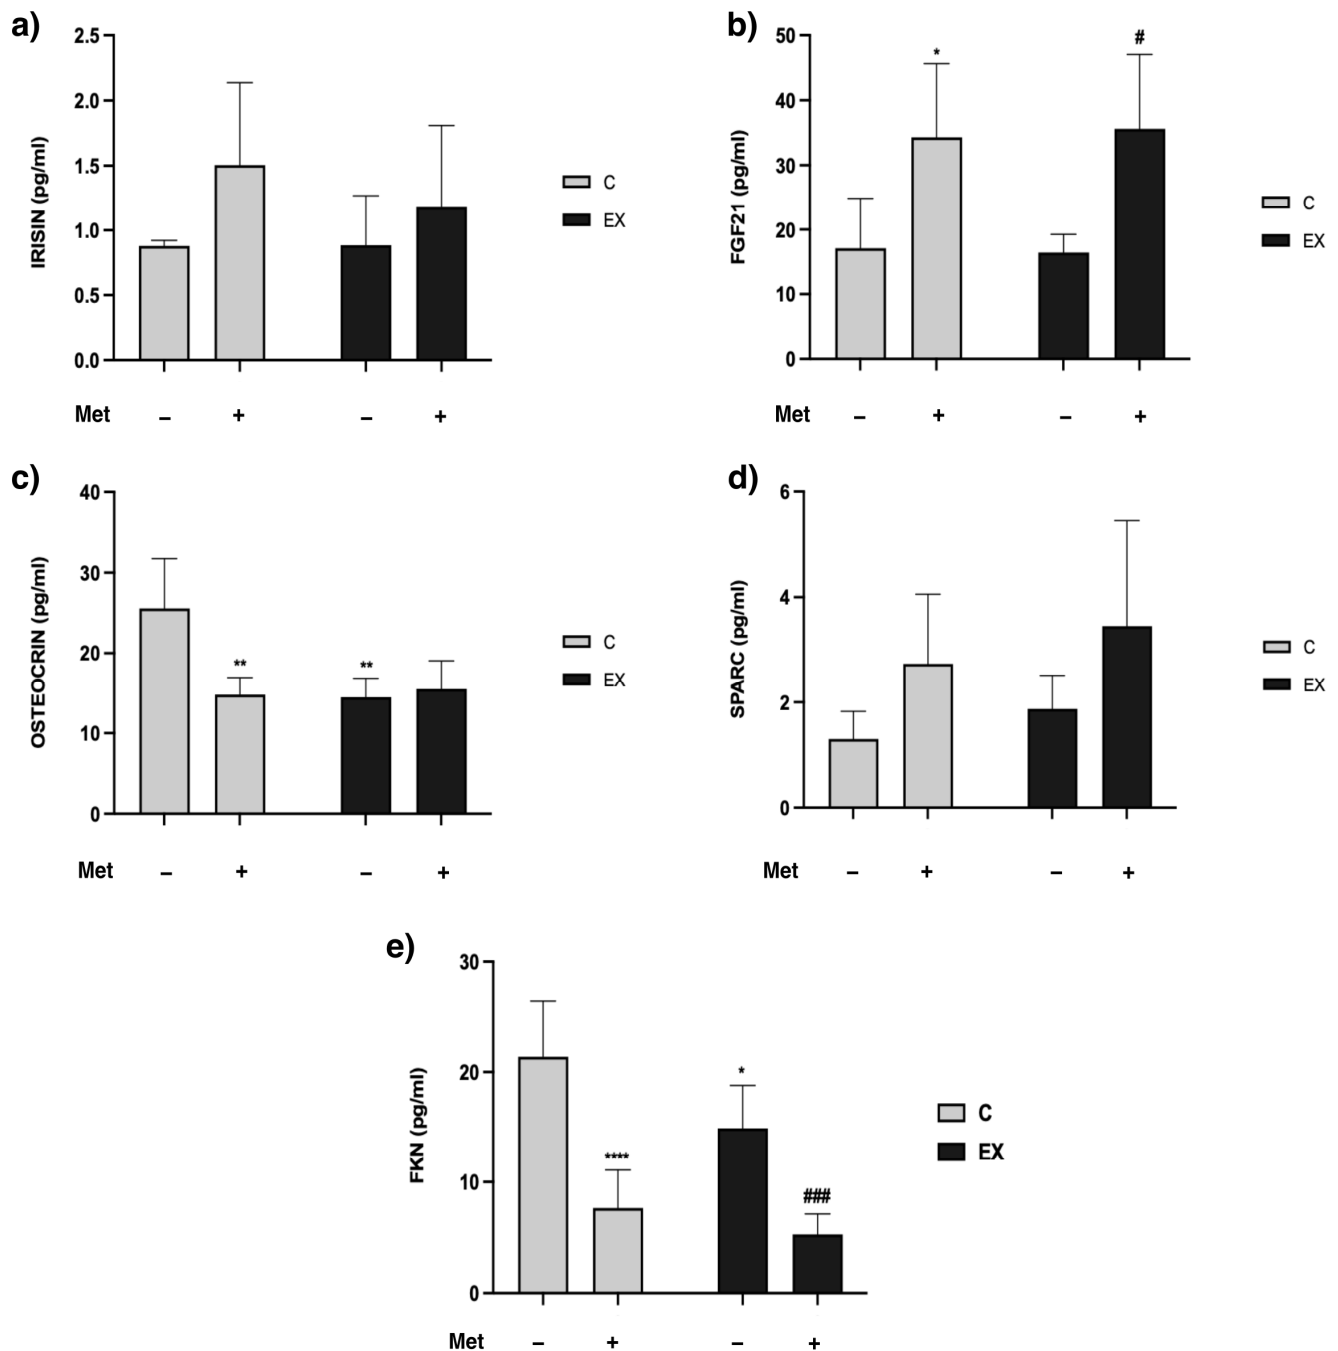 a)
2.5
2.0
1.5
1.0
0.5
0.0
IRISIN (pg/ml)
C
EX
Met – + – +
b)
50
40
30
20
10
0
FGF21 (pg/ml)
*
#
C
EX
Met – + – +
c)
40
30
20
10
0
OSTEOCRIN (pg/ml)
**
**
C
EX
Met – + – +
d)
6
4
2
0
SPARC (pg/ml)
C
EX
Met – + – +
e)
30
20
10
0
FKN (pg/ml)
****
*
###
C
EX
Met – + – +